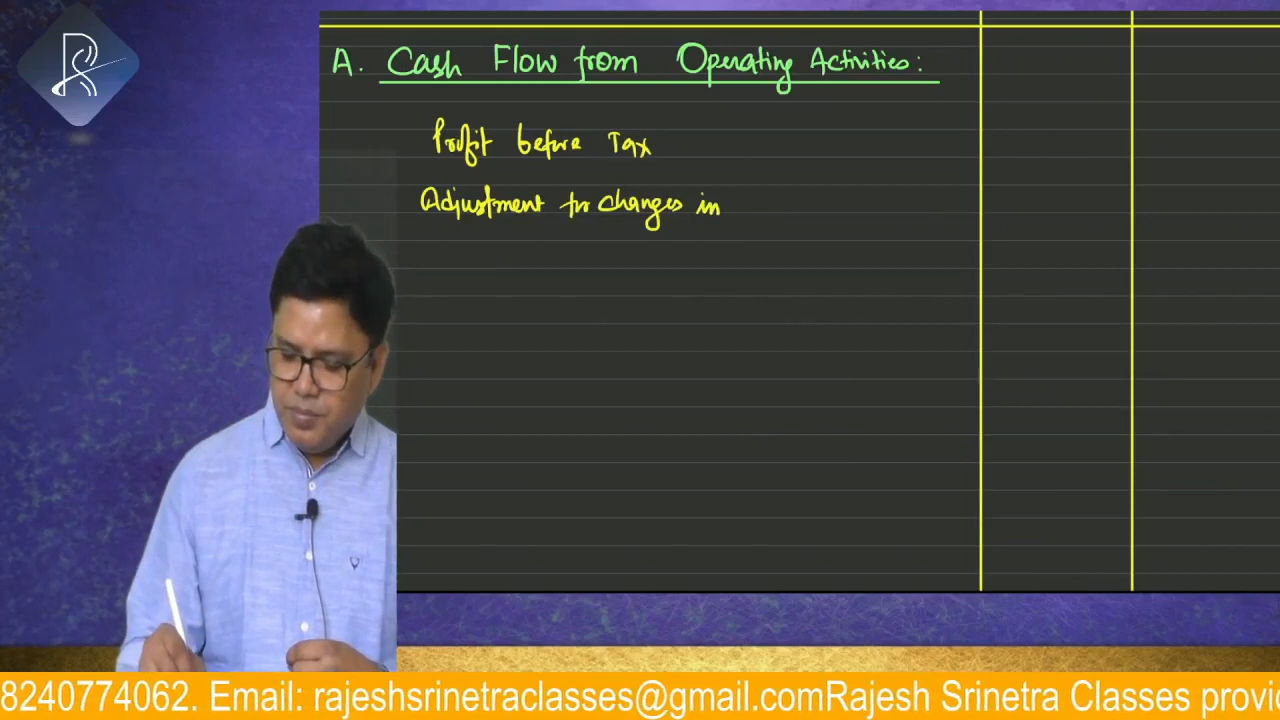 A. Cash Flow from Operating Activities:
Profit before Tax
Adjustment for changes in
8240774062. Email: rajeshsrinetraclasses@gmail.comRajesh Srinetra Classes provi